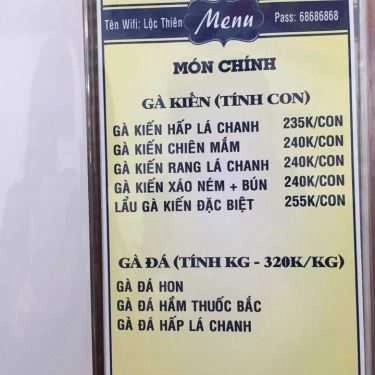 Tên Wifi: Lộc Thiên Menu Pass: 68686868
MÓN CHÍNH
GÀ KIẾN (TÍNH CON)
GÀ KIẾN HẤP LÁ CHANH 235K/CON
GÀ KIẾN CHIÊN MẮM 240K/CON
GÀ KIẾN RANG LÁ CHANH 240K/CON
GÀ KIẾN XÁO NÉM + BÚN 240K/CON
LẨU GÀ KIẾN ĐẶC BIỆT 255K/CON
GÀ ĐÁ (TÍNH KG - 320K/KG)
GÀ ĐÁ HON
GÀ ĐÁ HẦM THUỐC BẮC
GÀ ĐÁ HẤP LÁ CHANH